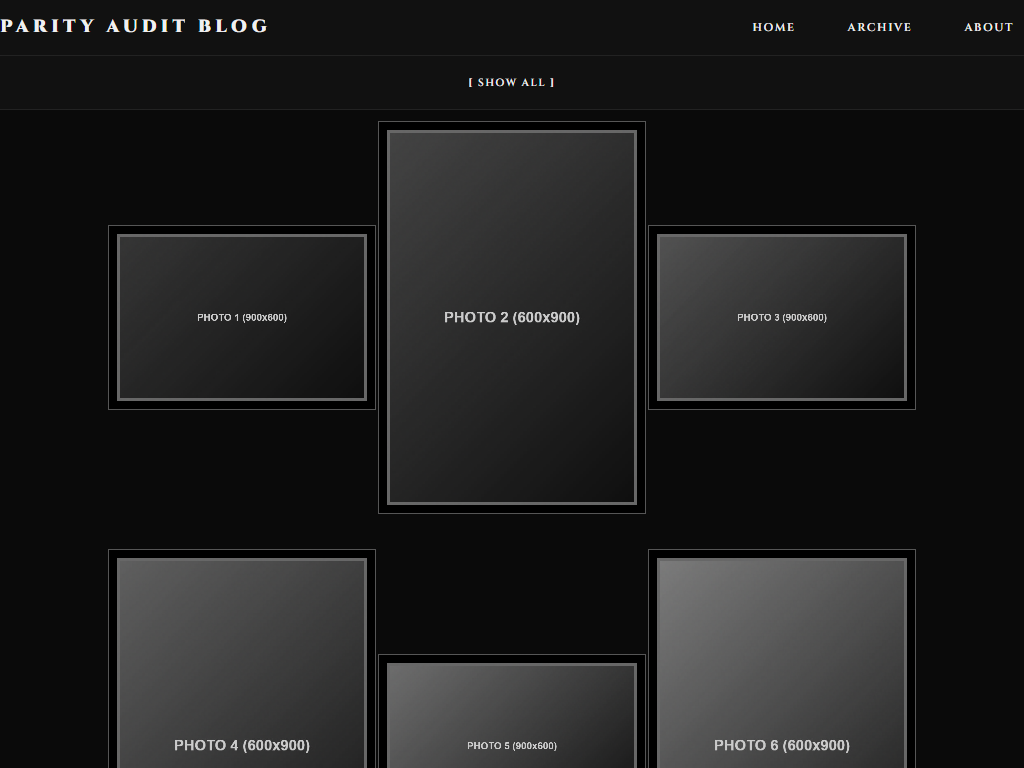 PARITY AUDIT BLOG
HOME
ARCHIVE
ABOUT
[ SHOW ALL ]
PHOTO 1 (900x600)
PHOTO 2 (600x900)
PHOTO 3 (900x600)
PHOTO 4 (600x900)
PHOTO 5 (900x600)
PHOTO 6 (600x900)